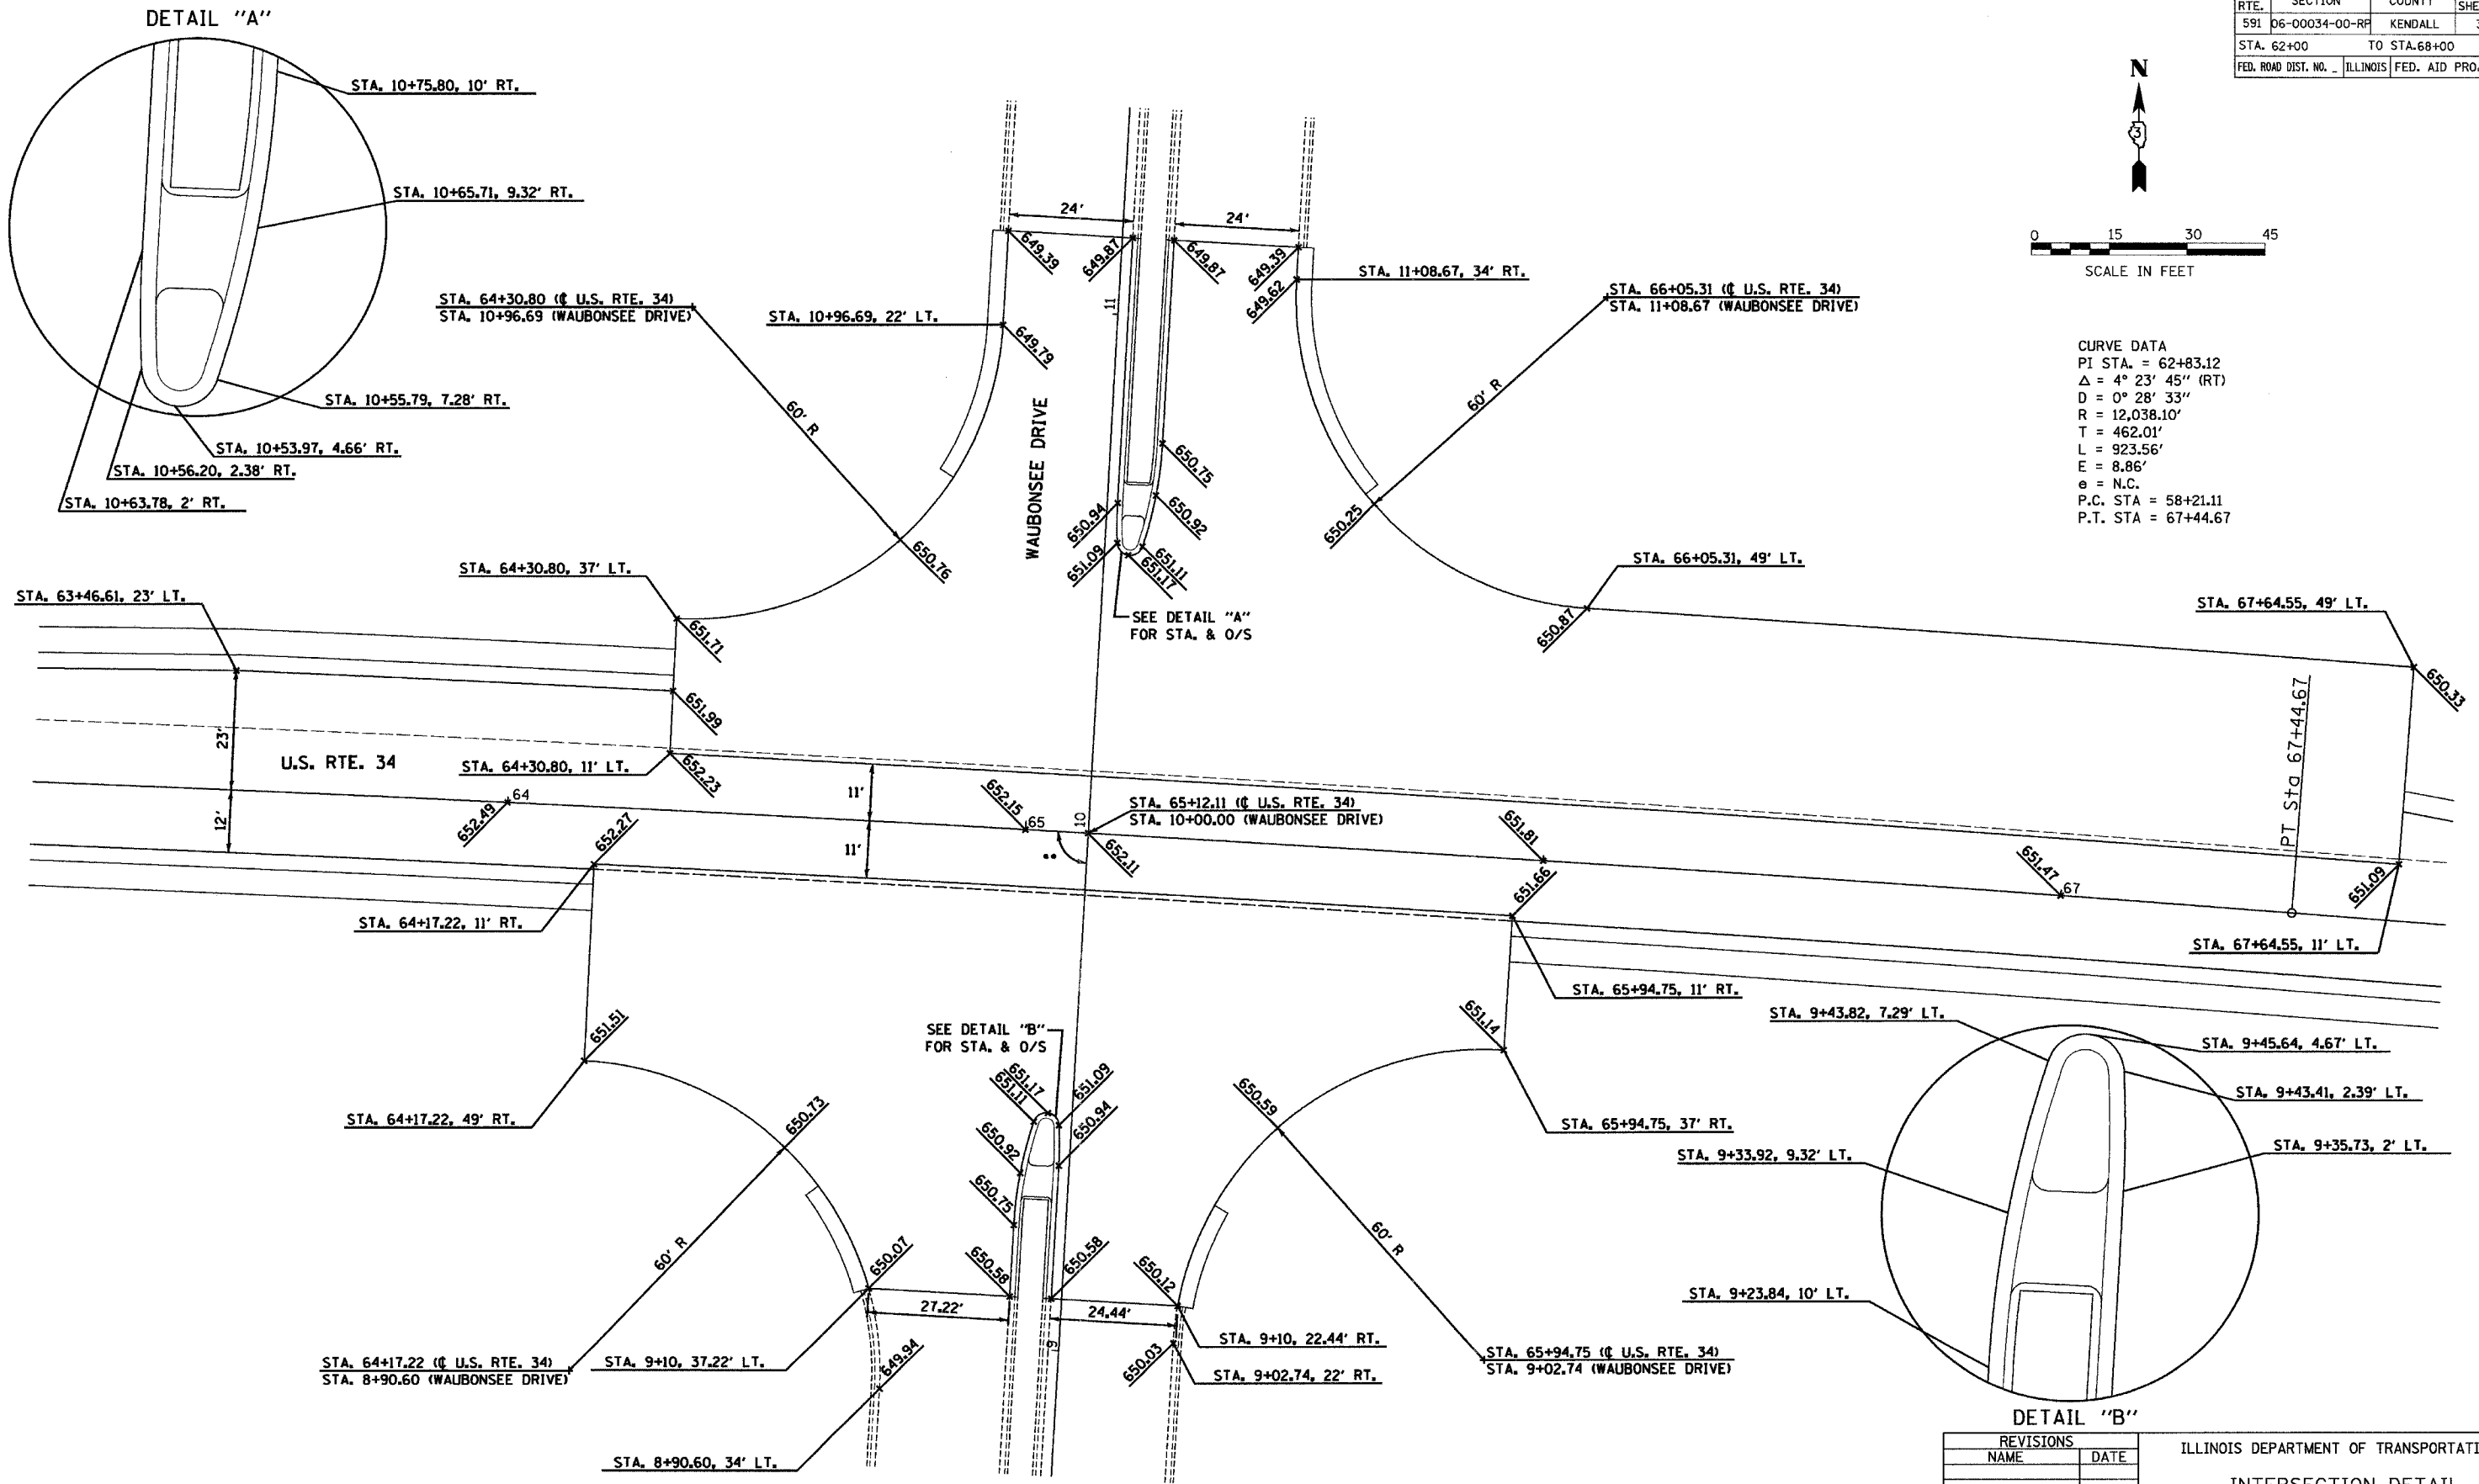 DETAIL "A"
STA. 10+75.80, 10' RT.
STA. 10+65.71, 9.32' RT.
STA. 10+55.79, 7.28' RT.
STA. 10+53.97, 4.66' RT.
STA. 10+56.20, 2.38' RT.
STA. 10+63.78, 2' RT.
RTE. SECTION COUNTY
591 06-00034-00-RP KENDALL
STA. 62+00 TO STA.68+00
FED. ROAD DIST. NO. _ ILLINOIS FED. AID
N
3
0 15 30 45
SCALE IN FEET
CURVE DATA
PI STA. = 62+83.12
Δ = 4° 23' 45" (RT)
D = 0° 28' 33"
R = 12,038.10'
T = 462.01'
L = 923.56'
E = 8.86'
e = N.C.
P.C. STA = 58+21.11
P.T. STA = 67+44.67
24'
24'
649.39
649.87
649.87
649.39
649.62
STA. 11+08.67, 34' RT.
STA. 64+30.80 (℄ U.S. RTE. 34)
STA. 10+96.69 (WAUBONSEE DRIVE)
STA. 10+96.69, 22' LT.
649.79
11
STA. 66+05.31 (℄ U.S. RTE. 34)
STA. 11+08.67 (WAUBONSEE DRIVE)
60' R
60' R
WAUBONSEE DRIVE
650.75
650.94
650.92
650.25
651.09
651.11
651.17
650.76
SEE DETAIL "A"
FOR STA. & O/S
STA. 64+30.80, 37' LT.
STA. 66+05.31, 49' LT.
STA. 63+46.61, 23' LT.
STA. 67+64.55, 49' LT.
651.71
650.87
650.33
651.99
PT Sta 67+44.67
23'
U.S. RTE. 34
STA. 64+30.80, 11' LT.
652.23
12'
652.49
64
652.27
11'
11'
652.15
65
10
STA. 65+12.11 (℄ U.S. RTE. 34)
STA. 10+00.00 (WAUBONSEE DRIVE)
652.11
**
651.81
651.66
651.47
67
651.09
STA. 64+17.22, 11' RT.
STA. 67+64.55, 11' LT.
STA. 65+94.75, 11' RT.
651.51
SEE DETAIL "B"
FOR STA. & O/S
651.14
STA. 64+17.22, 49' RT.
650.73
651.17
651.11
651.09
650.94
650.92
650.75
650.59
STA. 65+94.75, 37' RT.
60' R
60' R
650.07
650.58
650.58
650.12
27.22'
24.44'
STA. 9+10, 22.44' RT.
9
650.03
STA. 9+02.74, 22' RT.
STA. 64+17.22 (℄ U.S. RTE. 34)
STA. 8+90.60 (WAUBONSEE DRIVE)
STA. 9+10, 37.22' LT.
649.94
STA. 8+90.60, 34' LT.
STA. 65+94.75 (℄ U.S. RTE. 34)
STA. 9+02.74 (WAUBONSEE DRIVE)
STA. 9+43.82, 7.29' LT.
STA. 9+45.64, 4.67' LT.
STA. 9+43.41, 2.39' LT.
STA. 9+35.73, 2' LT.
STA. 9+33.92, 9.32' LT.
STA. 9+23.84, 10' LT.
DETAIL "B"
REVISIONS
NAME DATE
ILLINOIS DEPARTMENT OF
INTERSECTION DETAIL